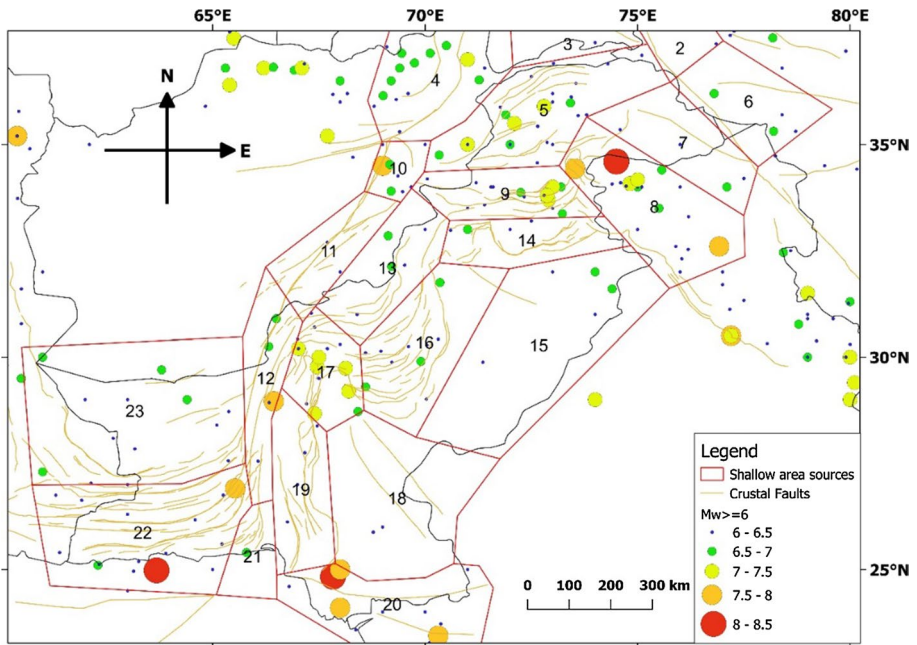 65°E 70°E 75°E 80°E
3
2
4
N
6
5
E
7
35°N
10
9
8
14
11
13
16
15
30°N
12
17
23
Legend
Shallow area sources
Crustal Faults
19
18
Mw>=6
22
6 - 6.5
21
6.5 - 7
25°N
7 - 7.5
0 100 200 300 km
7.5 - 8
20
8 - 8.5